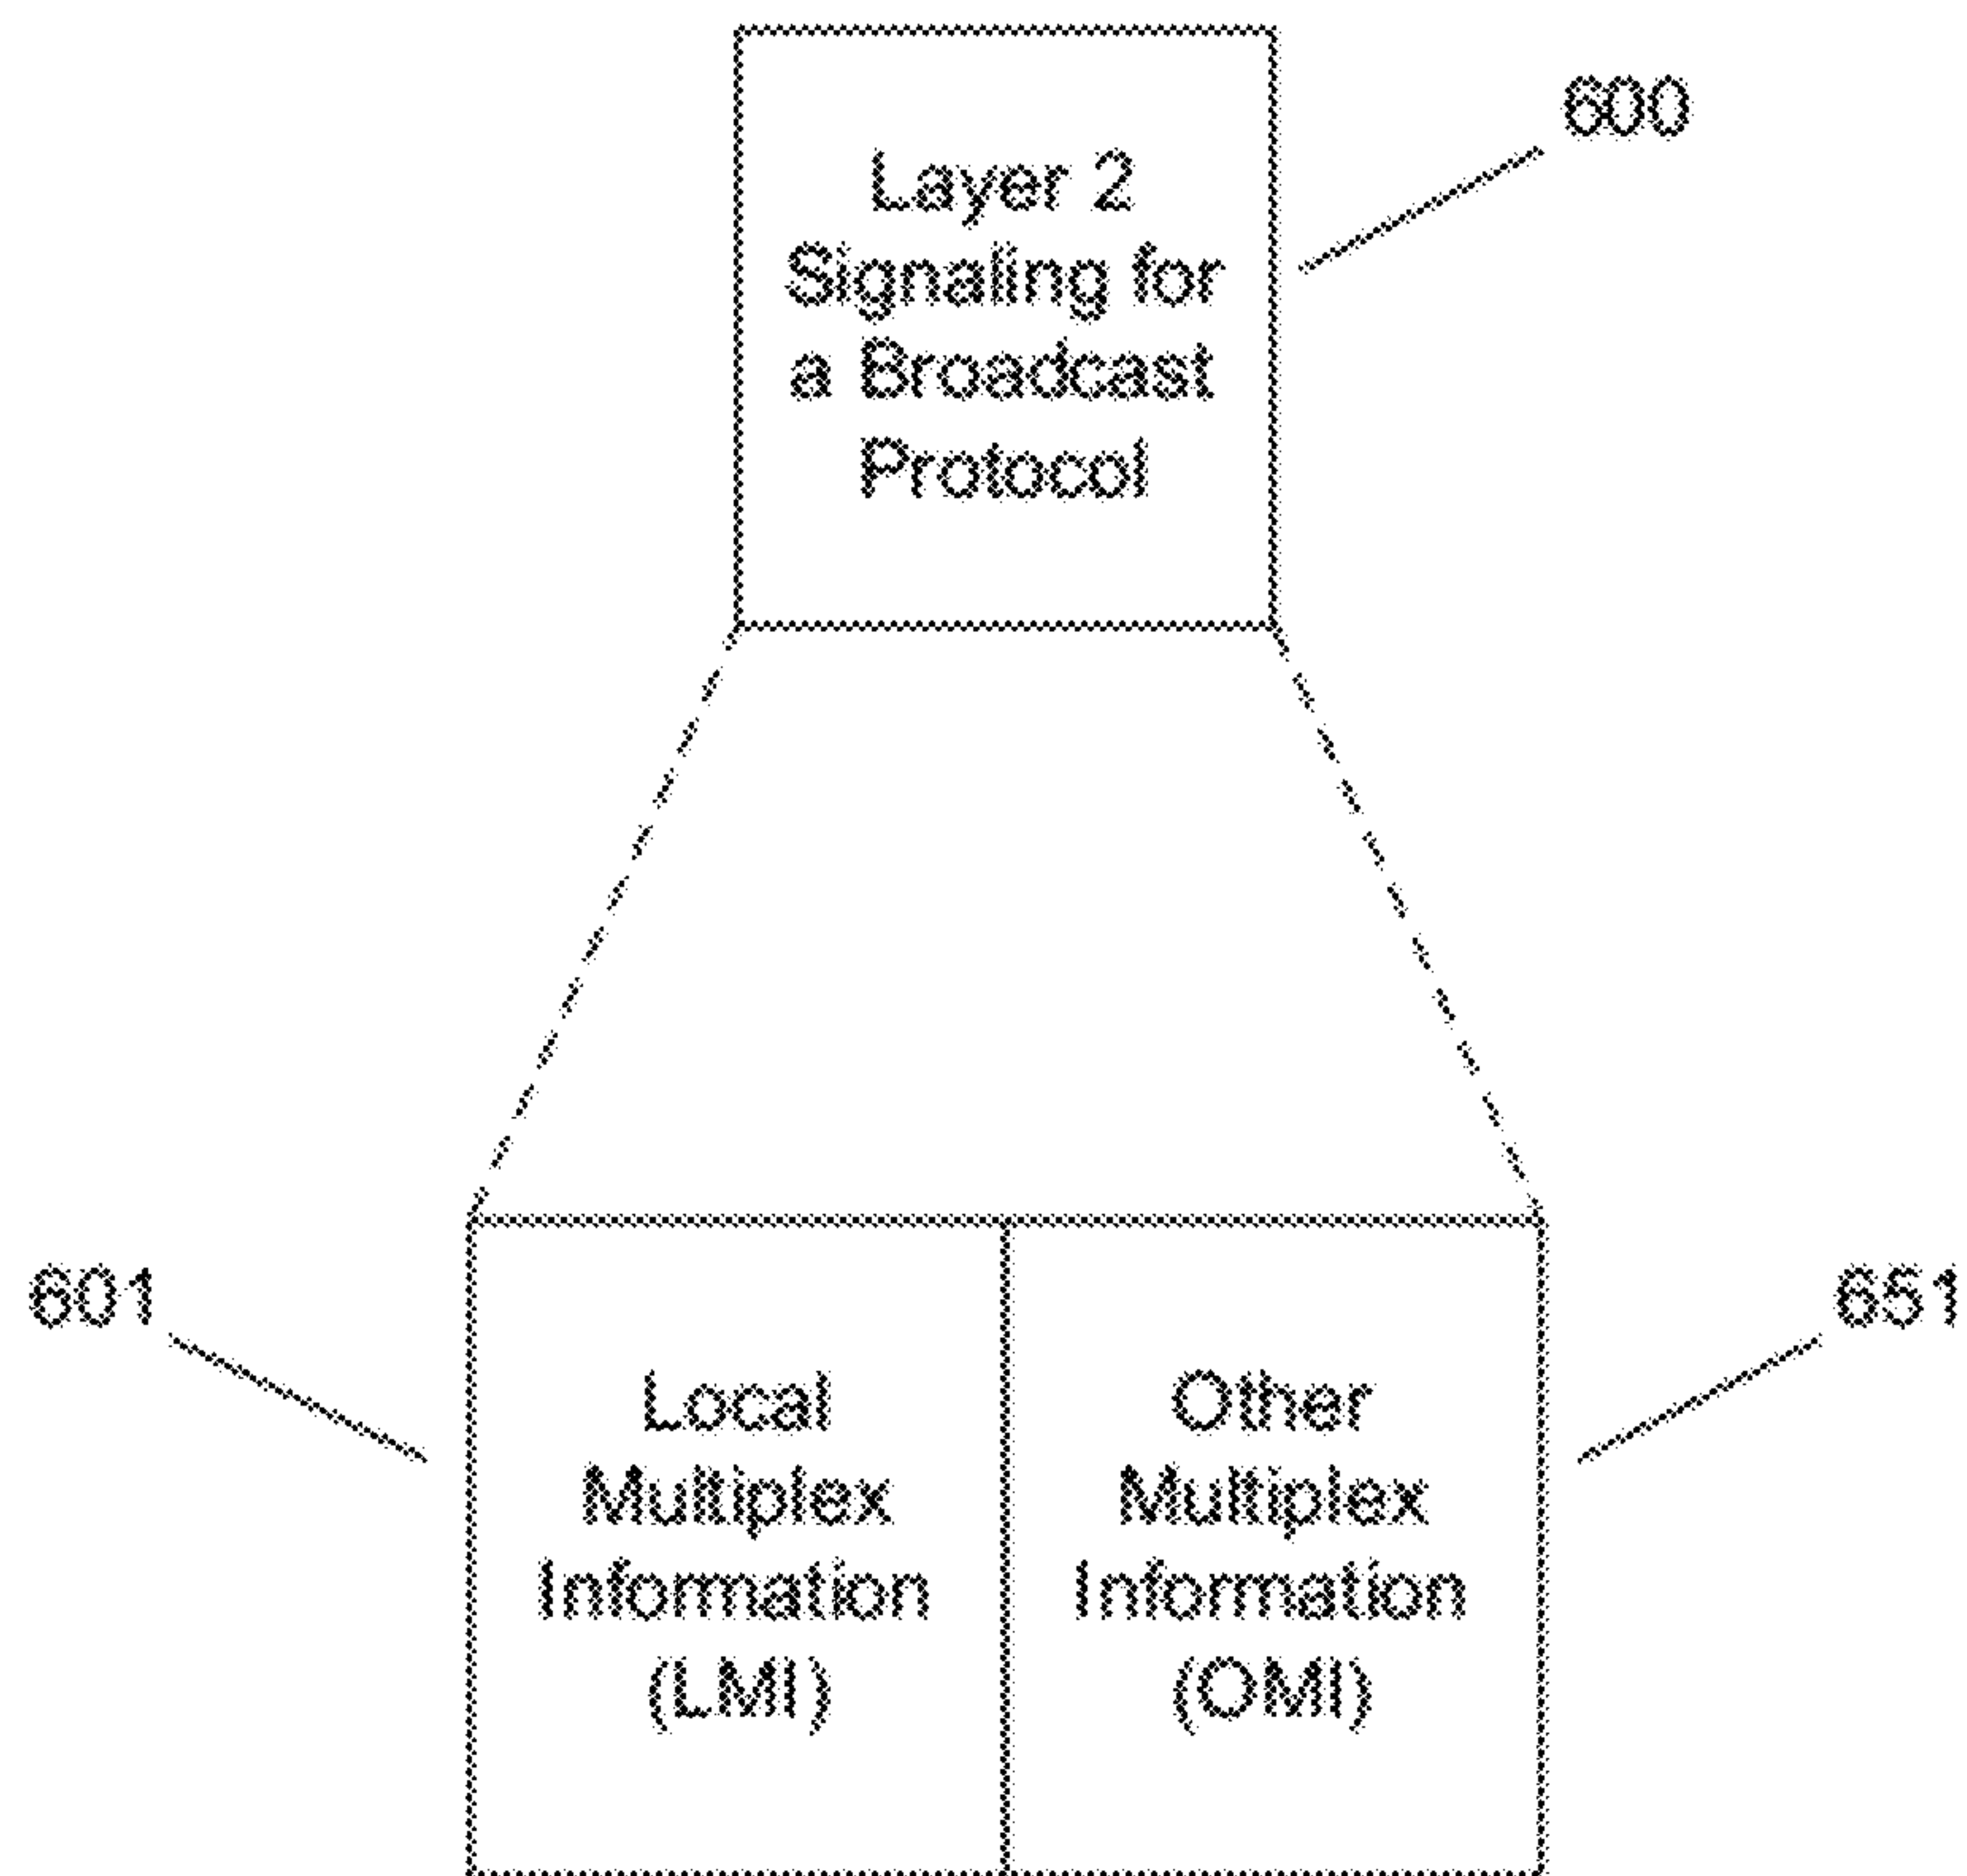 600
Layer 2
Signaling for
a Broadcast
Protocol
601
651
Local
Multiplex
Information
(LMI)
Other
Multiplex
Information
(OMI)